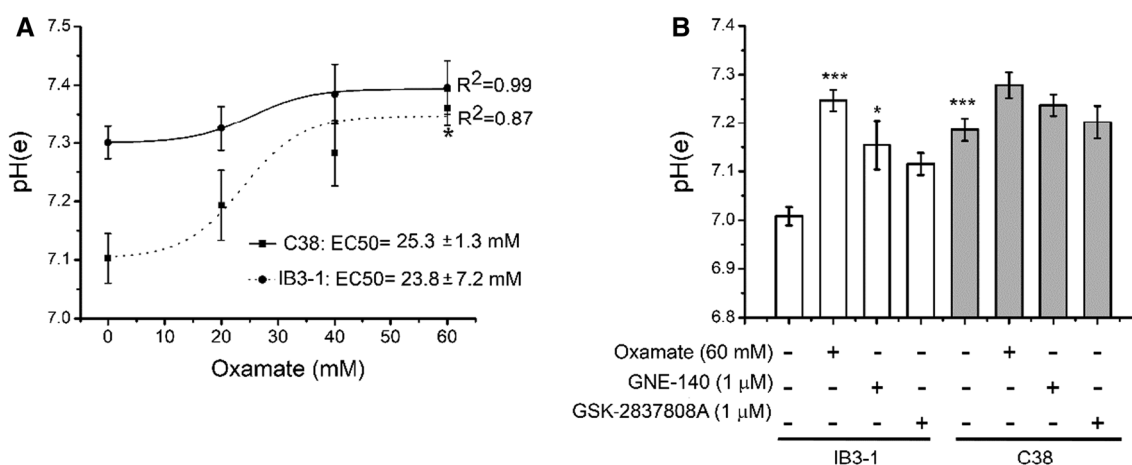 A
pH(e)
7.5
7.4
7.3
7.2
7.1
7.0
R2=0.99
R2=0.87
*
C38: EC50= 25.3 ±1.3 mM
IB3-1: EC50= 23.8±7.2 mM
0 10 20 30 40 50 60
Oxamate (mM)
B
pH(e)
7.4
7.3
7.2
7.1
7.0
6.9
6.8
*** * ***
Oxamate (60 mM) - + - - - + - -
GNE-140 (1 μM) - - + - - - + -
GSK-2837808A (1 μM) - - - + - - - +
IB3-1 C38